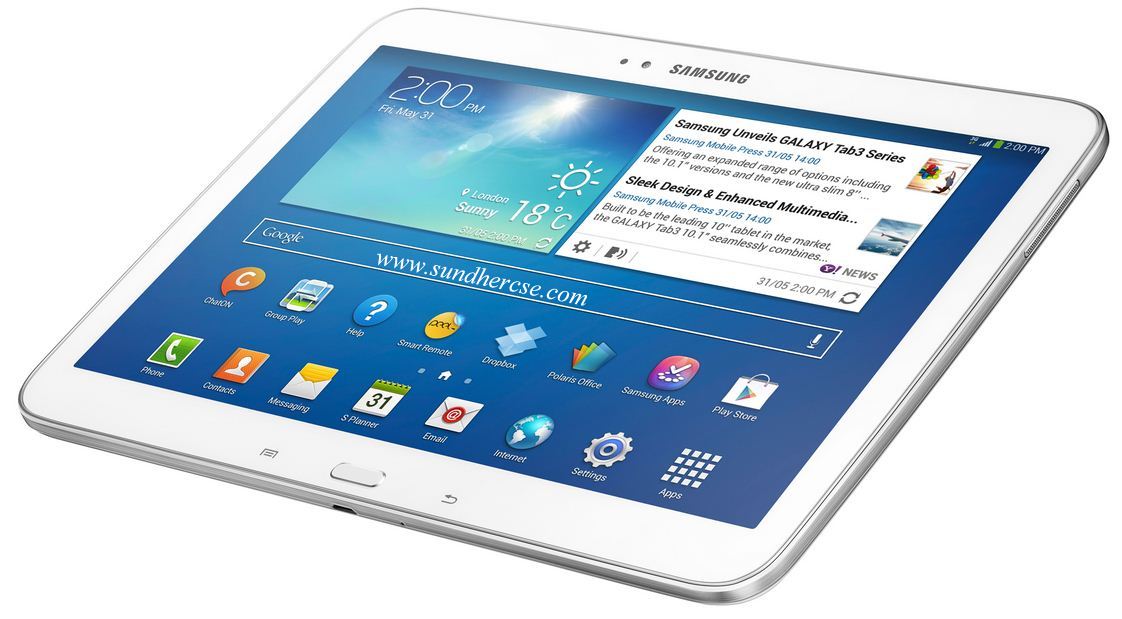 SAMSUNG
3G
2:00 PM
2:00 PM
Fri, May 31
London
Sunny
18°C
31/05 2:00 PM
Samsung Unveils GALAXY Tab3 Series
Samsung Mobile Press 31/05 14:00
Offering an expanded range of options including
the 10.1" versions and the new ultra slim 8"...
Sleek Design & Enhanced Multimedia...
Samsung Mobile Press 31/05 14:00
Built to be the leading 10" tablet in the market,
the GALAXY Tab3 10.1" seamlessly combines...
Y! NEWS
31/05 2:00 PM
Google
www.sundhercse.com
ChatON
Group Play
Help
Smart Remote
Dropbox
Polaris Office
Samsung Apps
Play Store
Phone
Contacts
Messaging
31
S Planner
@
Email
Internet
Settings
Apps